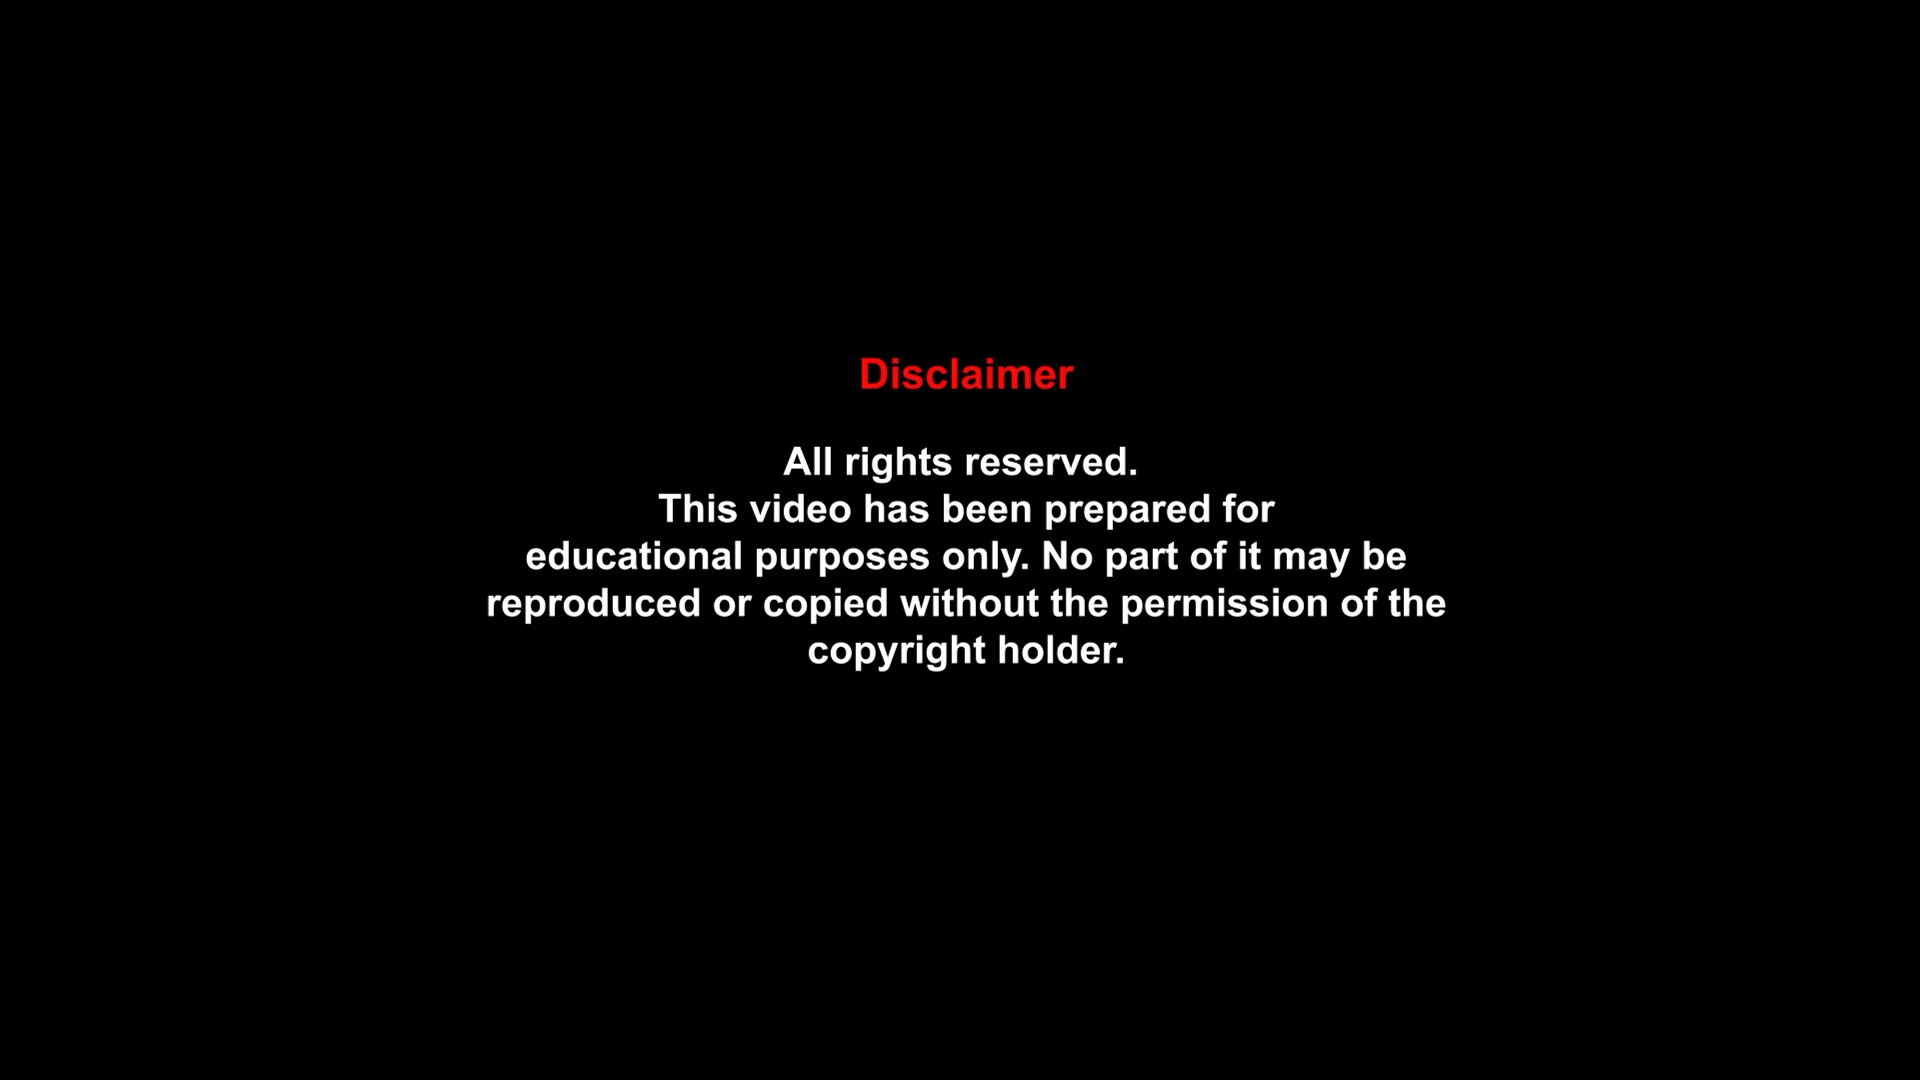 Disclaimer
All rights reserved.
This video has been prepared for
educational purposes only. No part of it may be
reproduced or copied without the permission of the
copyright holder.